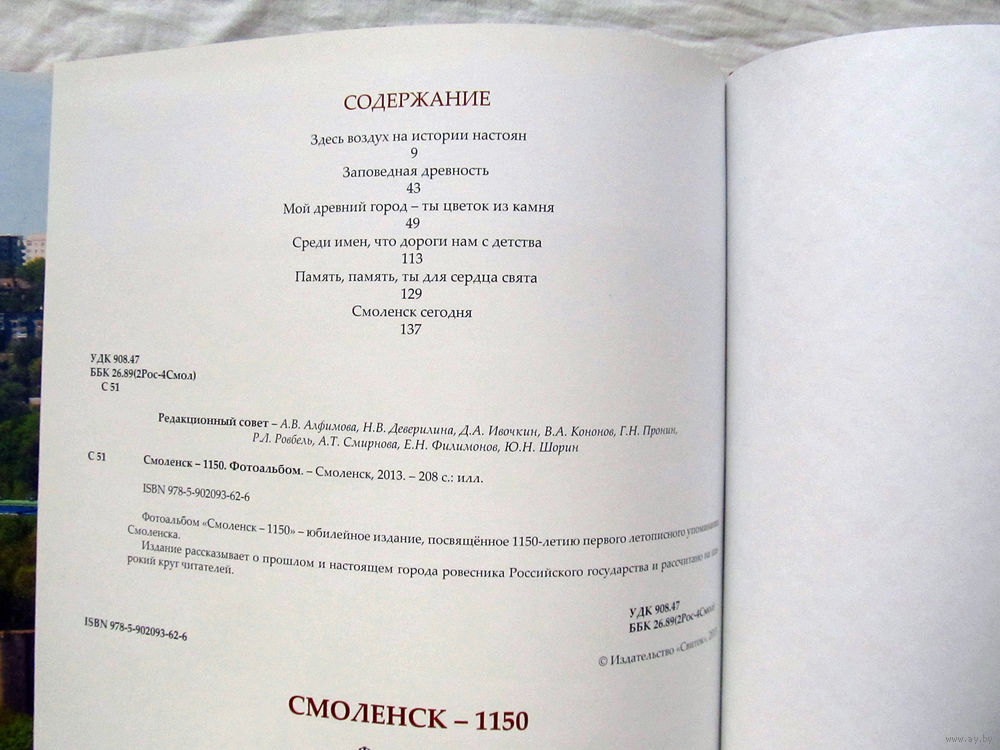 СОДЕРЖАНИЕ
Здесь воздух на истории настоян
9
Заповедная древность
43
Мой древний город – ты цветок из камня
49
Среди имен, что дороги нам с детства
113
Память, память, ты для сердца свята
129
Смоленск сегодня
137
УДК 908.47
ББК 26.89(2Рос-4Смол)
С 51
Редакционный совет – А.В. Алфимова, Н.В. Деверилина, Д.А. Ивочкин, В.А. Кононов, Г.Н. Пронин,
Р.Л. Ровбель, А.Т. Смирнова, Е.Н. Филимонов, Ю.Н. Шорин
С 51 Смоленск – 1150. Фотоальбом. – Смоленск, 2013. – 208 с.: илл.
ISBN 978-5-902093-62-6
Фотоальбом «Смоленск – 1150» – юбилейное издание, посвящённое 1150-летию первого летописного
Смоленска.
Издание рассказывает о прошлом и настоящем города ровесника Российского государства и рассчитано на
рокий круг читателей.
УДК 908.47
ББК 26.89(2Рос-4Смол)
ISBN 978-5-902093-62-6
© Издательство «Свиток»,
СМОЛЕНСК – 1150
www.ay.by